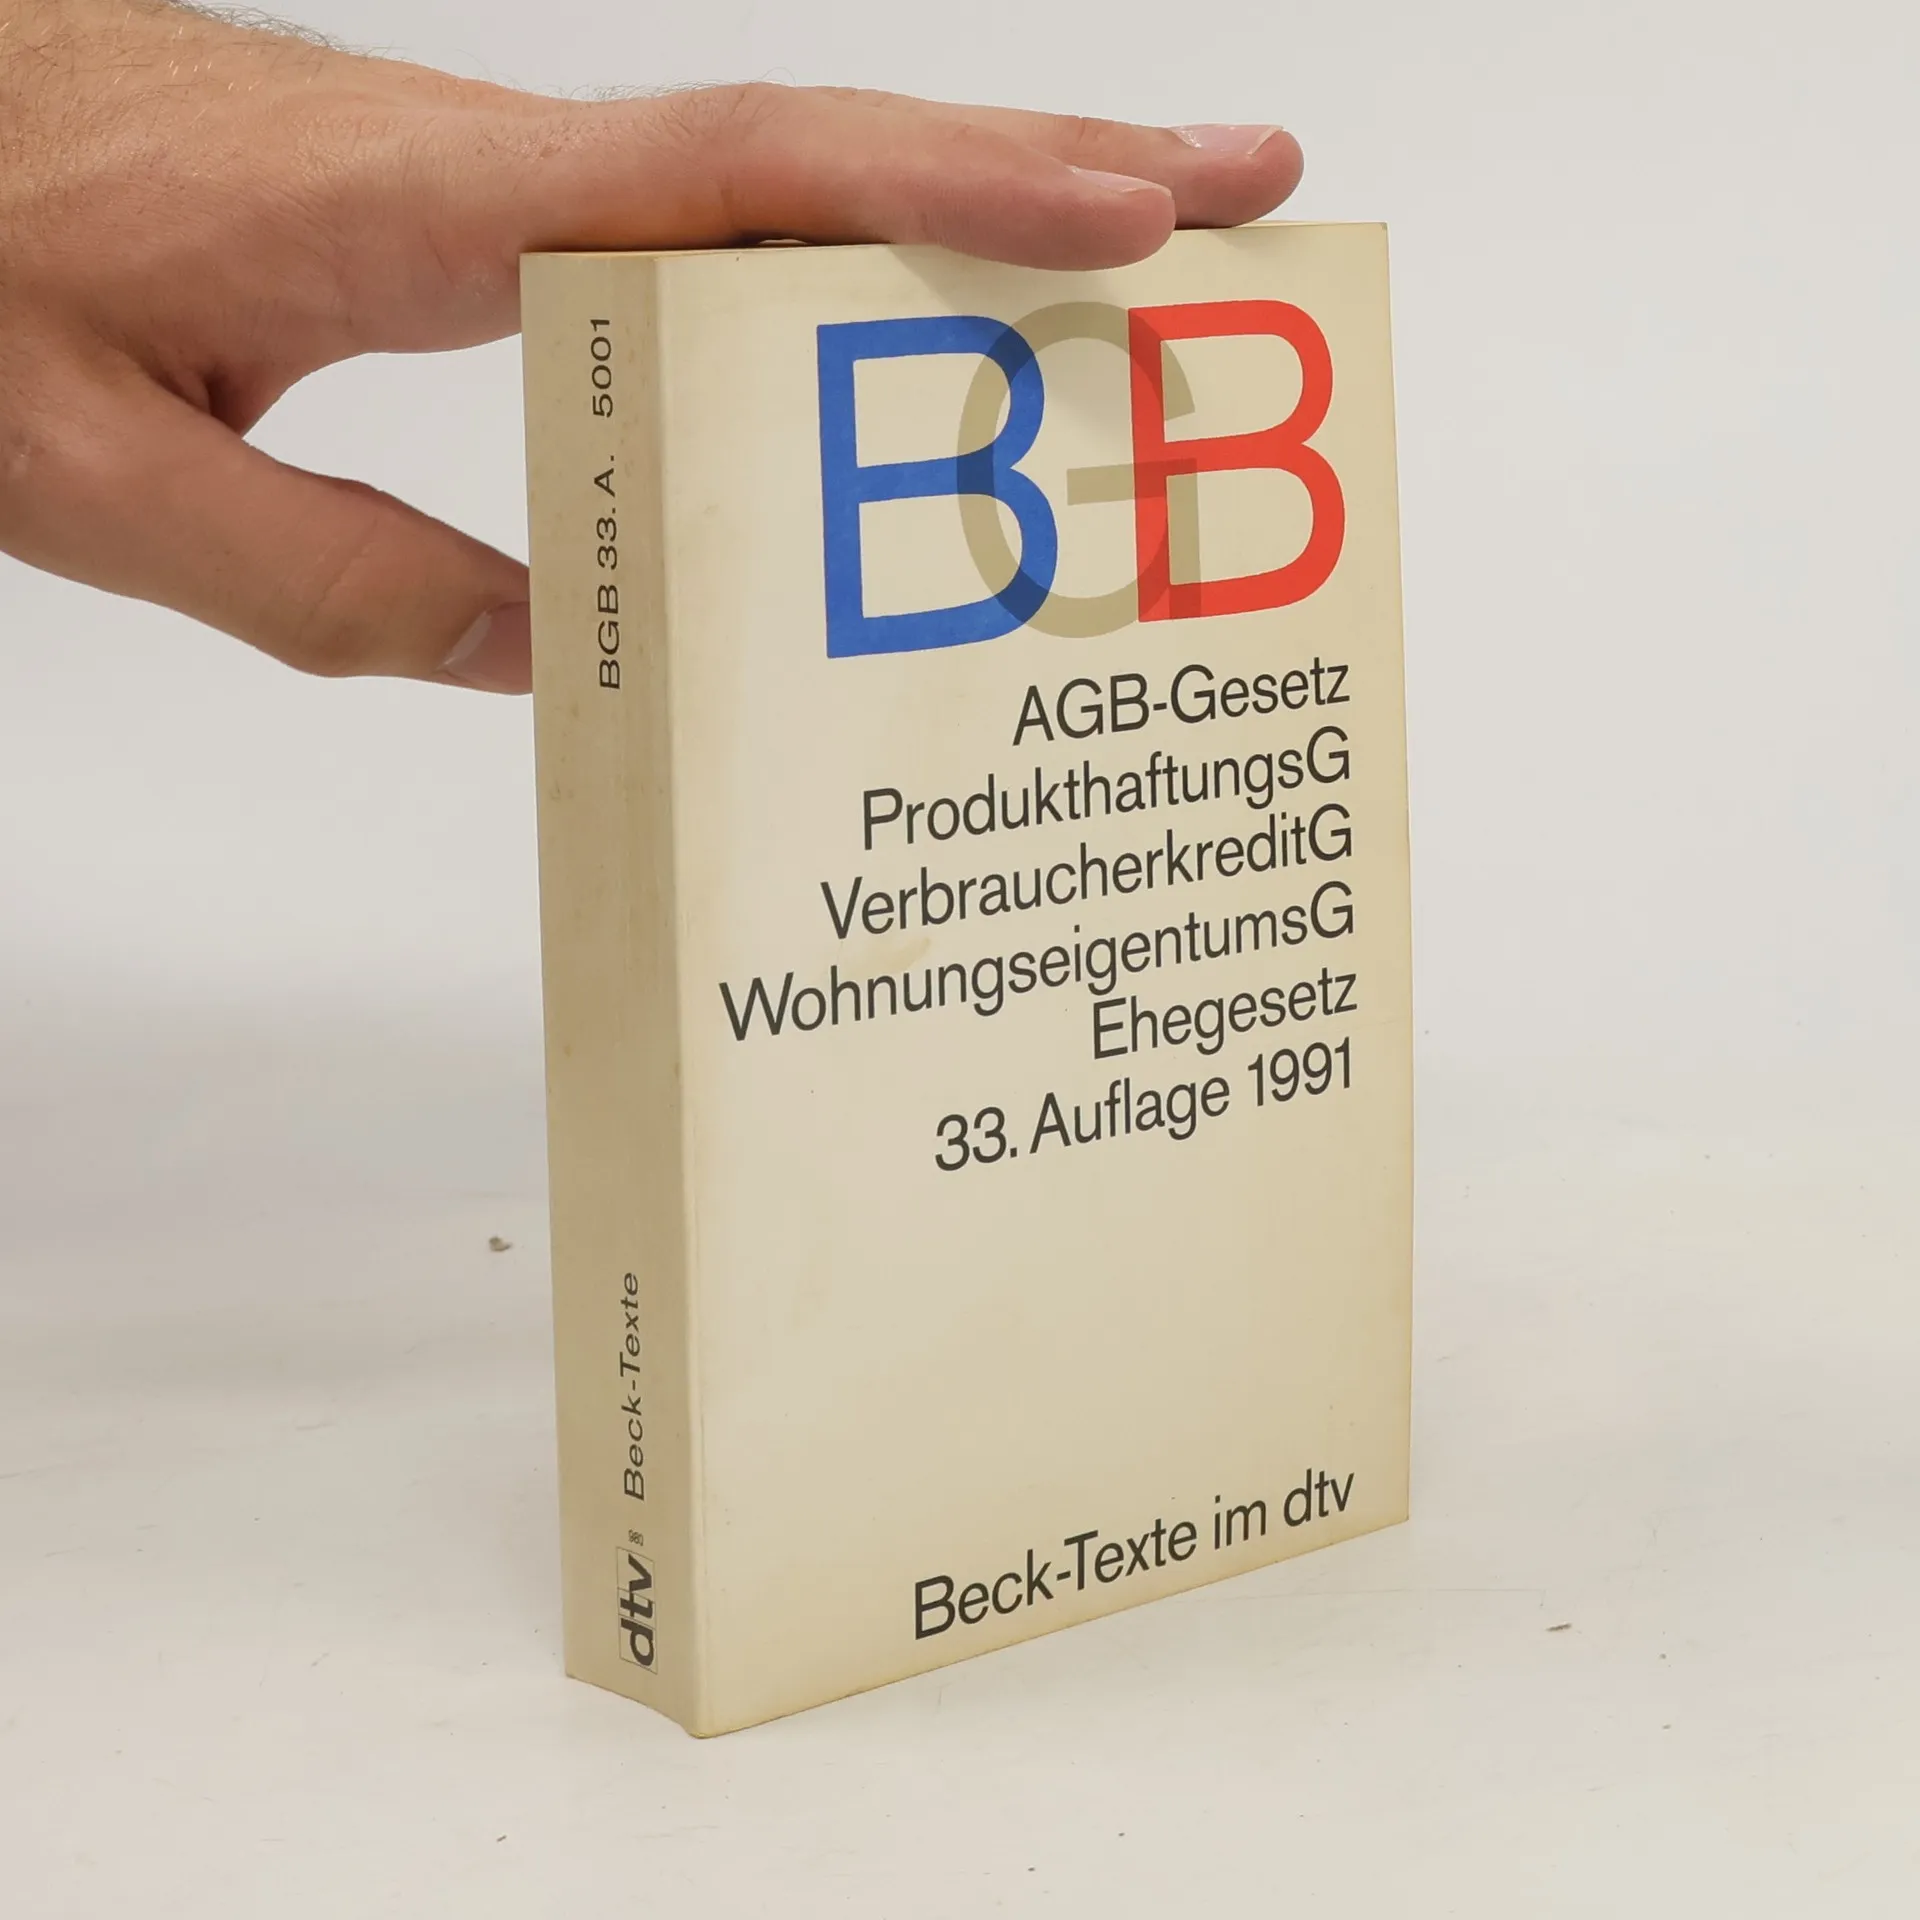 BGB
AGB-Gesetz
ProdukthaftungsG
VerbraucherkreditG
WohnungseigentumsG
Ehegesetz
33. Auflage 1991
Beck-Texte im dtv
BGB 33. A. 5001
Beck-Texte
980
dtv